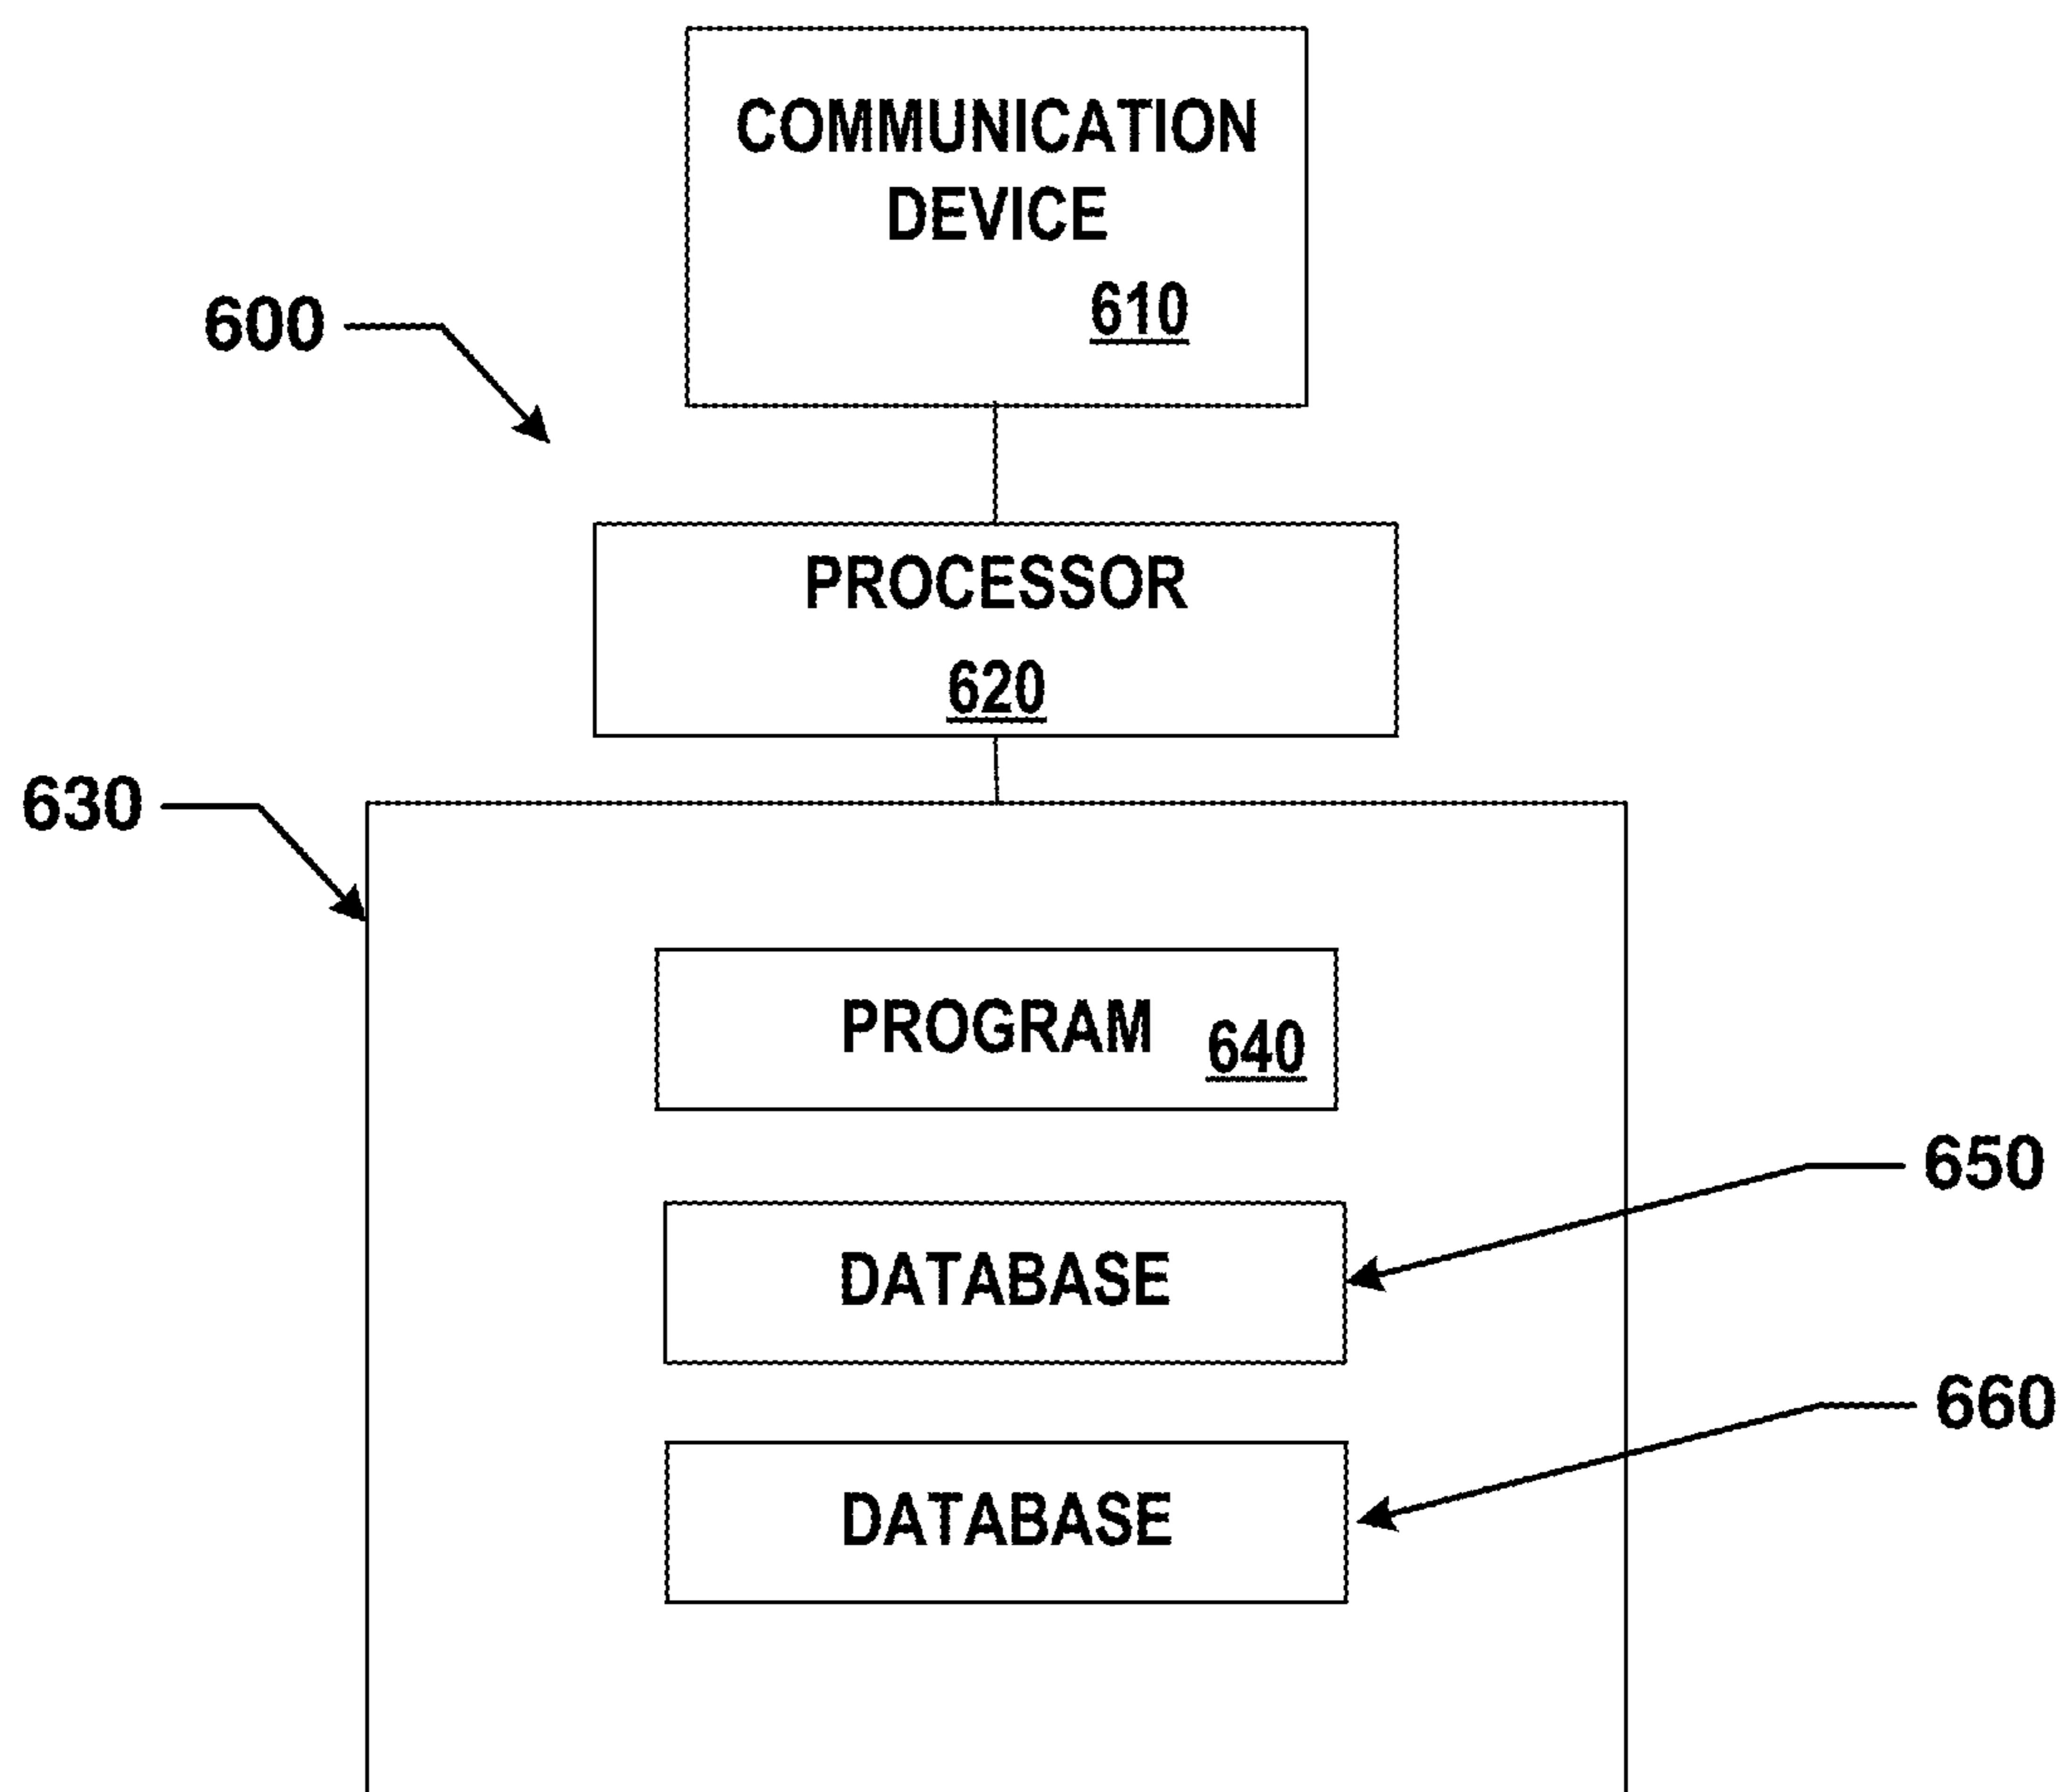 COMMUNICATION
DEVICE
610
600
PROCESSOR
620
630
PROGRAM 640
650
DATABASE
660
DATABASE